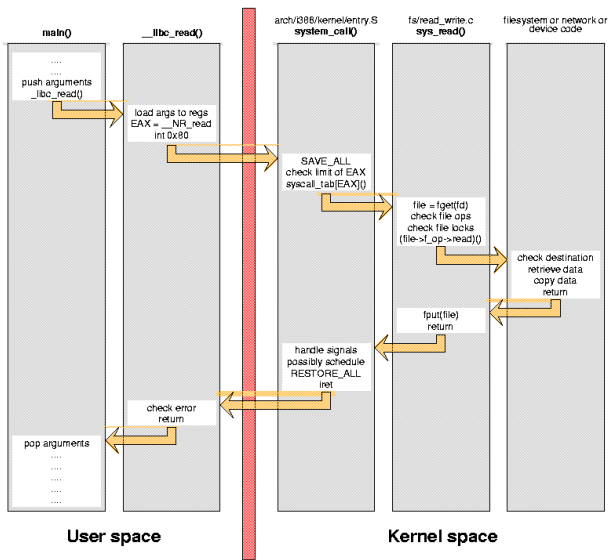 main()
....
....
push arguments
_libc_read()
pop arguments
....
....
....
....
....
__libc_read()
load args to regs
EAX = __NR_read
int 0x80
check error
return
arch/i386/kernel/entry.S
system_call()
SAVE_ALL
check limit of EAX
syscall_tab[EAX]()
handle signals
possibly schedule
RESTORE_ALL
iret
fs/read_write.c
sys_read()
file = fget(fd)
check file ops
check file locks
(file->f_op->read)()
fput(file)
return
filesystem or network or
device code
check destination
retrieve data
copy data
return
User space
Kernel space